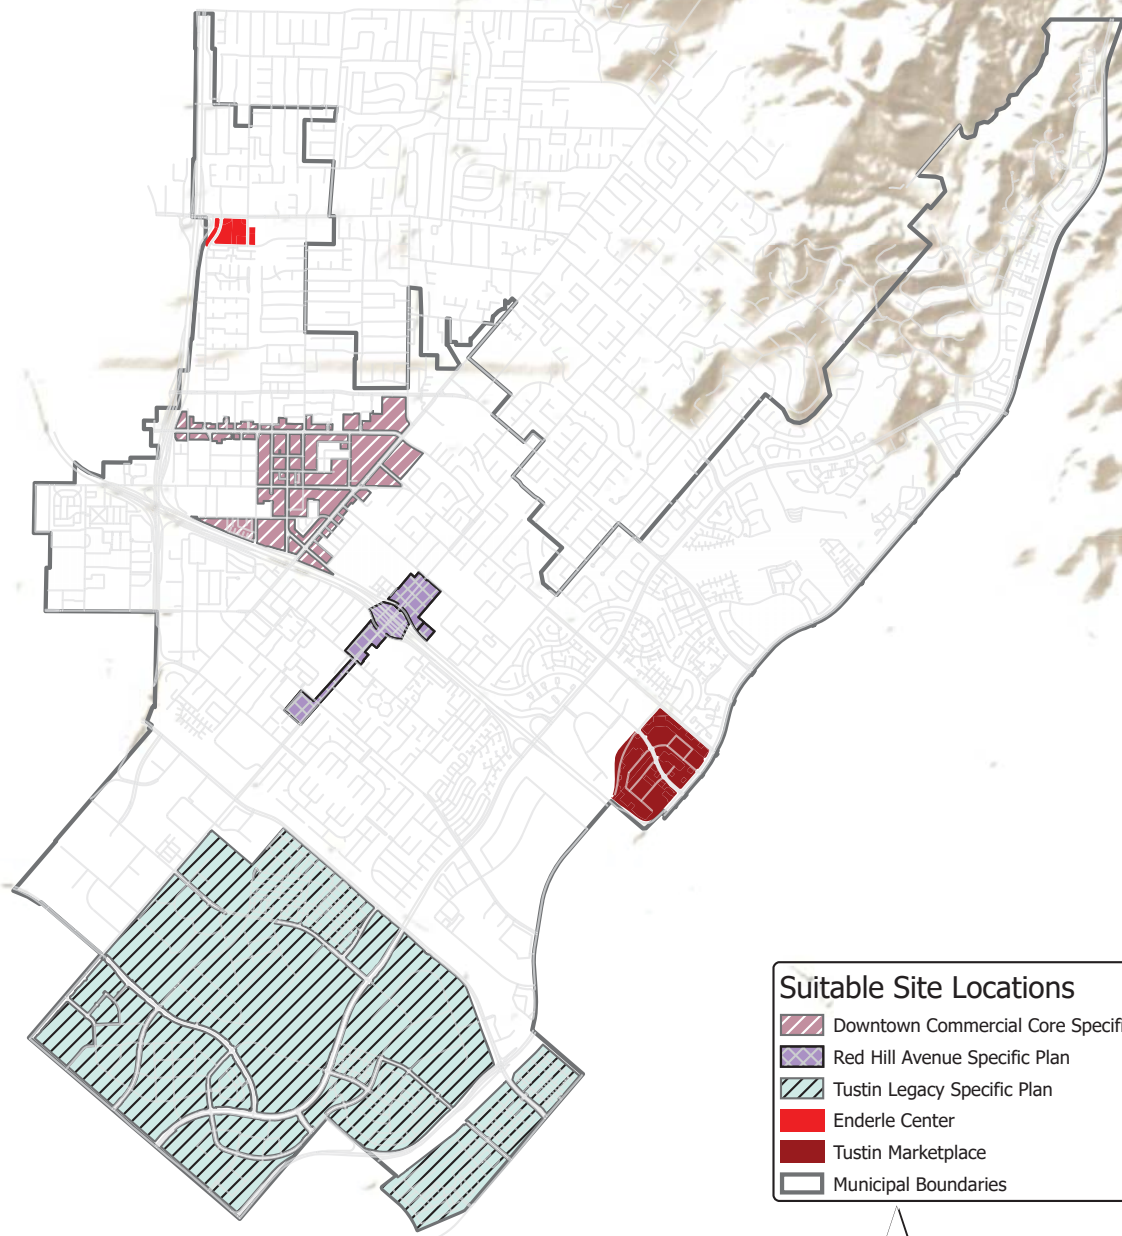 Suitable Site Locations
Downtown Commercial Core Specifi
Red Hill Avenue Specific Plan
Tustin Legacy Specific Plan
Enderle Center
Tustin Marketplace
Municipal Boundaries